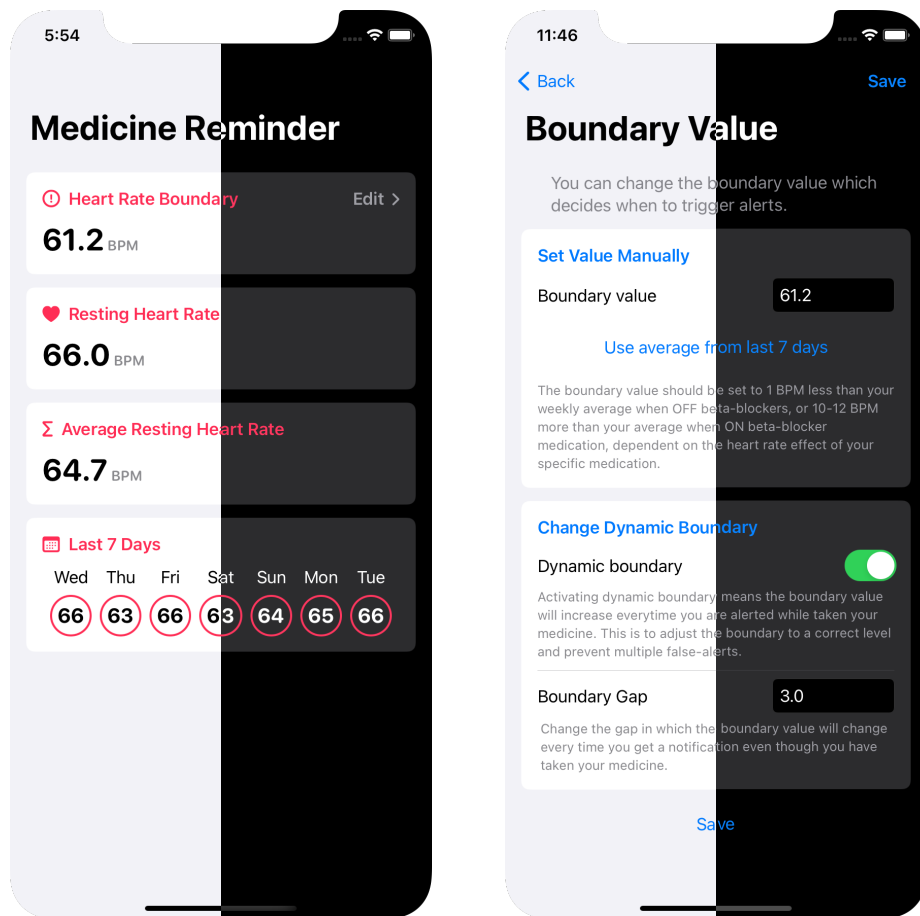 5:54
Medicine Reminder
Heart Rate Boundary Edit
61.2 BPM
Resting Heart Rate
66.0 BPM
Average Resting Heart Rate
64.7 BPM
Last 7 Days
Wed Thu Fri Sat Sun Mon Tue
66 63 66 63 64 65 66
11:46
Back Save
Boundary Value
You can change the boundary value which
decides when to trigger alerts.
Set Value Manually
Boundary value 61.2
Use average from last 7 days
The boundary value should be set to 1 BPM less than your
weekly average when OFF beta-blockers, or 10-12 BPM
more than your average when ON beta-blocker
medication, dependent on the heart rate effect of your
specific medication.
Change Dynamic Boundary
Dynamic boundary
Activating dynamic boundary means the boundary value
will increase everytime you are alerted while taken your
medicine. This is to adjust the boundary to a correct level
and prevent multiple false-alerts.
Boundary Gap 3.0
Change the gap in which the boundary value will change
every time you get a notification even though you have
taken your medicine.
Save